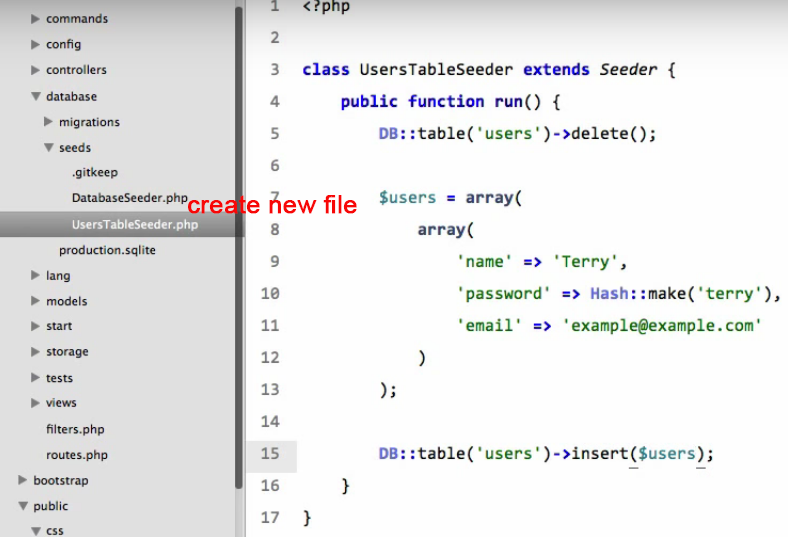 commands
config
controllers
database
migrations
seeds
.gitkeep
DatabaseSeeder.php
create new file
UsersTableSeeder.php
production.sqlite
lang
models
start
storage
tests
views
filters.php
routes.php
bootstrap
public
css
1 <?php
2
3 class UsersTableSeeder extends Seeder {
4 public function run() {
5 DB::table('users')->delete();
6
7 $users = array(
8 array(
9 'name' => 'Terry',
10 'password' => Hash::make('terry'),
11 'email' => 'example@example.com'
12 )
13 );
14
15 DB::table('users')->insert($users);
16 }
17 }